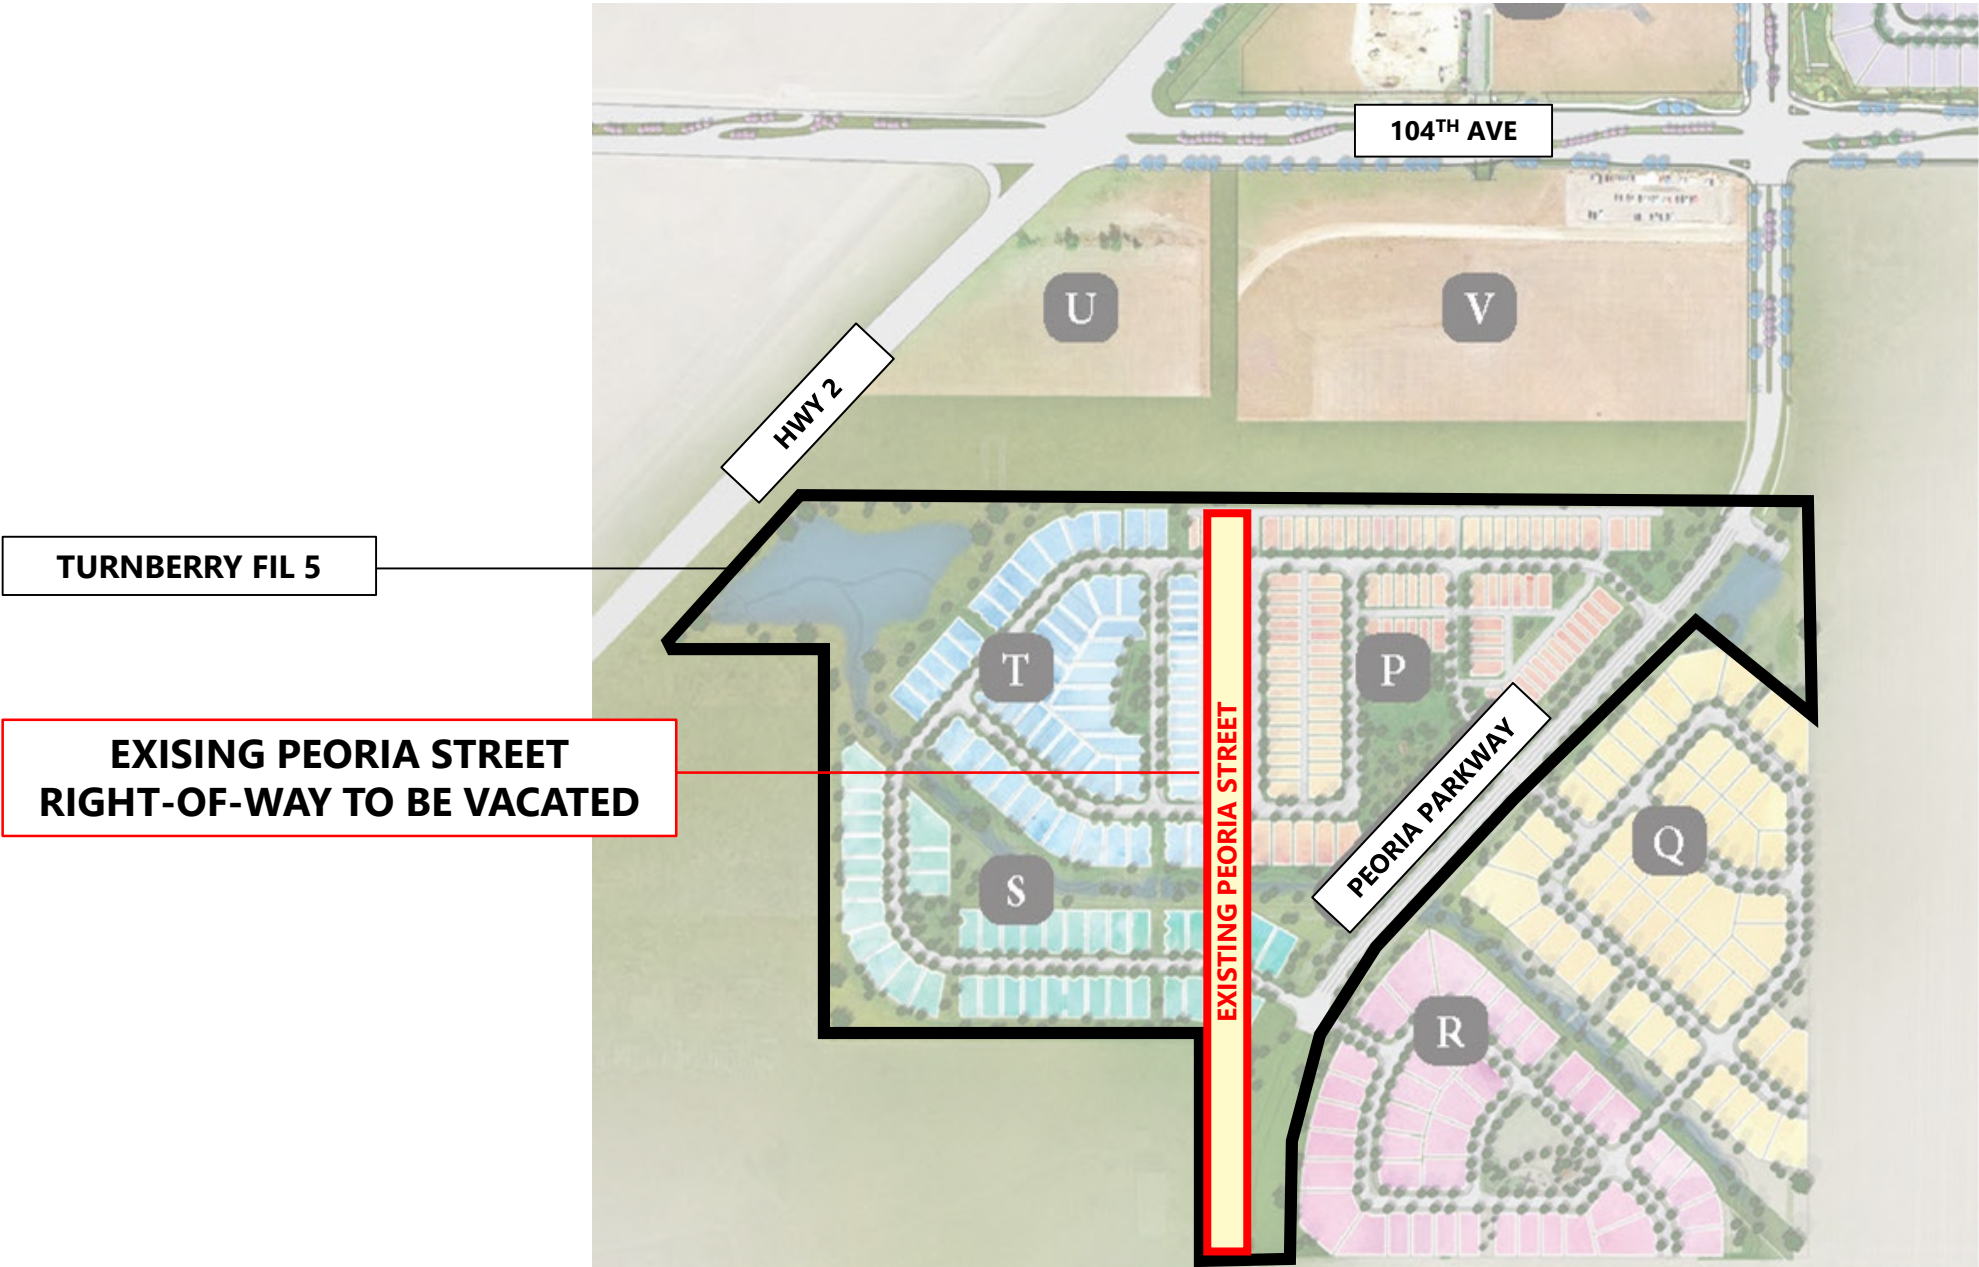 104TH AVE
U
V
HWY 2
TURNBERRY FIL 5
T
P
EXISING PEORIA STREET
RIGHT-OF-WAY TO BE VACATED
EXISTING PEORIA STREET
PEORIA PARKWAY
Q
S
R